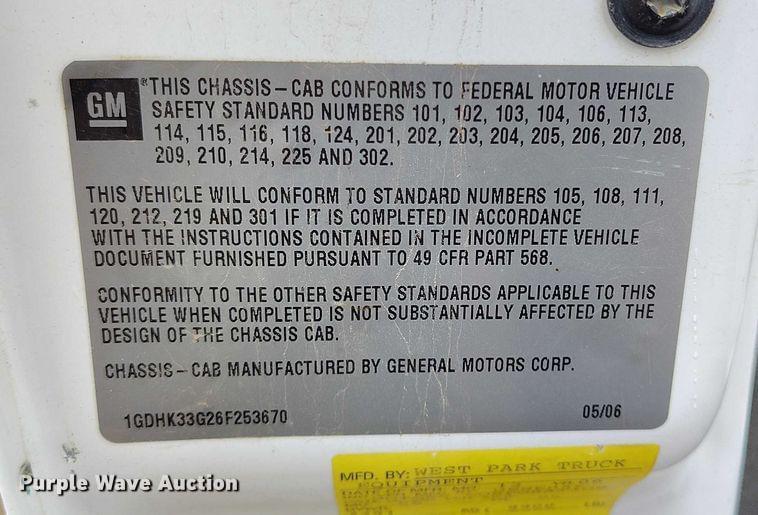 GM
®THIS CHASSIS-CAB CONFORMS TO FEDERAL MOTOR VEHICLE
SAFETY STANDARD NUMBERS 101, 102, 103, 104, 106, 113,
114, 115, 116, 118, 124, 201, 202, 203, 204, 205, 206, 207, 208,
209, 210, 214, 225 AND 302.
THIS VEHICLE WILL CONFORM TO STANDARD NUMBERS 105, 108, 111,
120, 212, 219 AND 301 IF IT IS COMPLETED IN ACCORDANCE
WITH THE INSTRUCTIONS CONTAINED IN THE INCOMPLETE VEHICLE
DOCUMENT FURNISHED PURSUANT TO 49 CFR PART 568.
CONFORMITY TO THE OTHER SAFETY STANDARDS APPLICABLE TO THIS
VEHICLE WHEN COMPLETED IS NOT SUBSTANTIALLY AFFECTED BY THE
DESIGN OF THE CHASSIS CAB.
CHASSIS-CAB MANUFACTURED BY GENERAL MOTORS CORP.
1GDHK33G26F253670 05/06
MFD. BY: WEST PARK TRUCK
EQUIPMENT
Purple Wave Auction